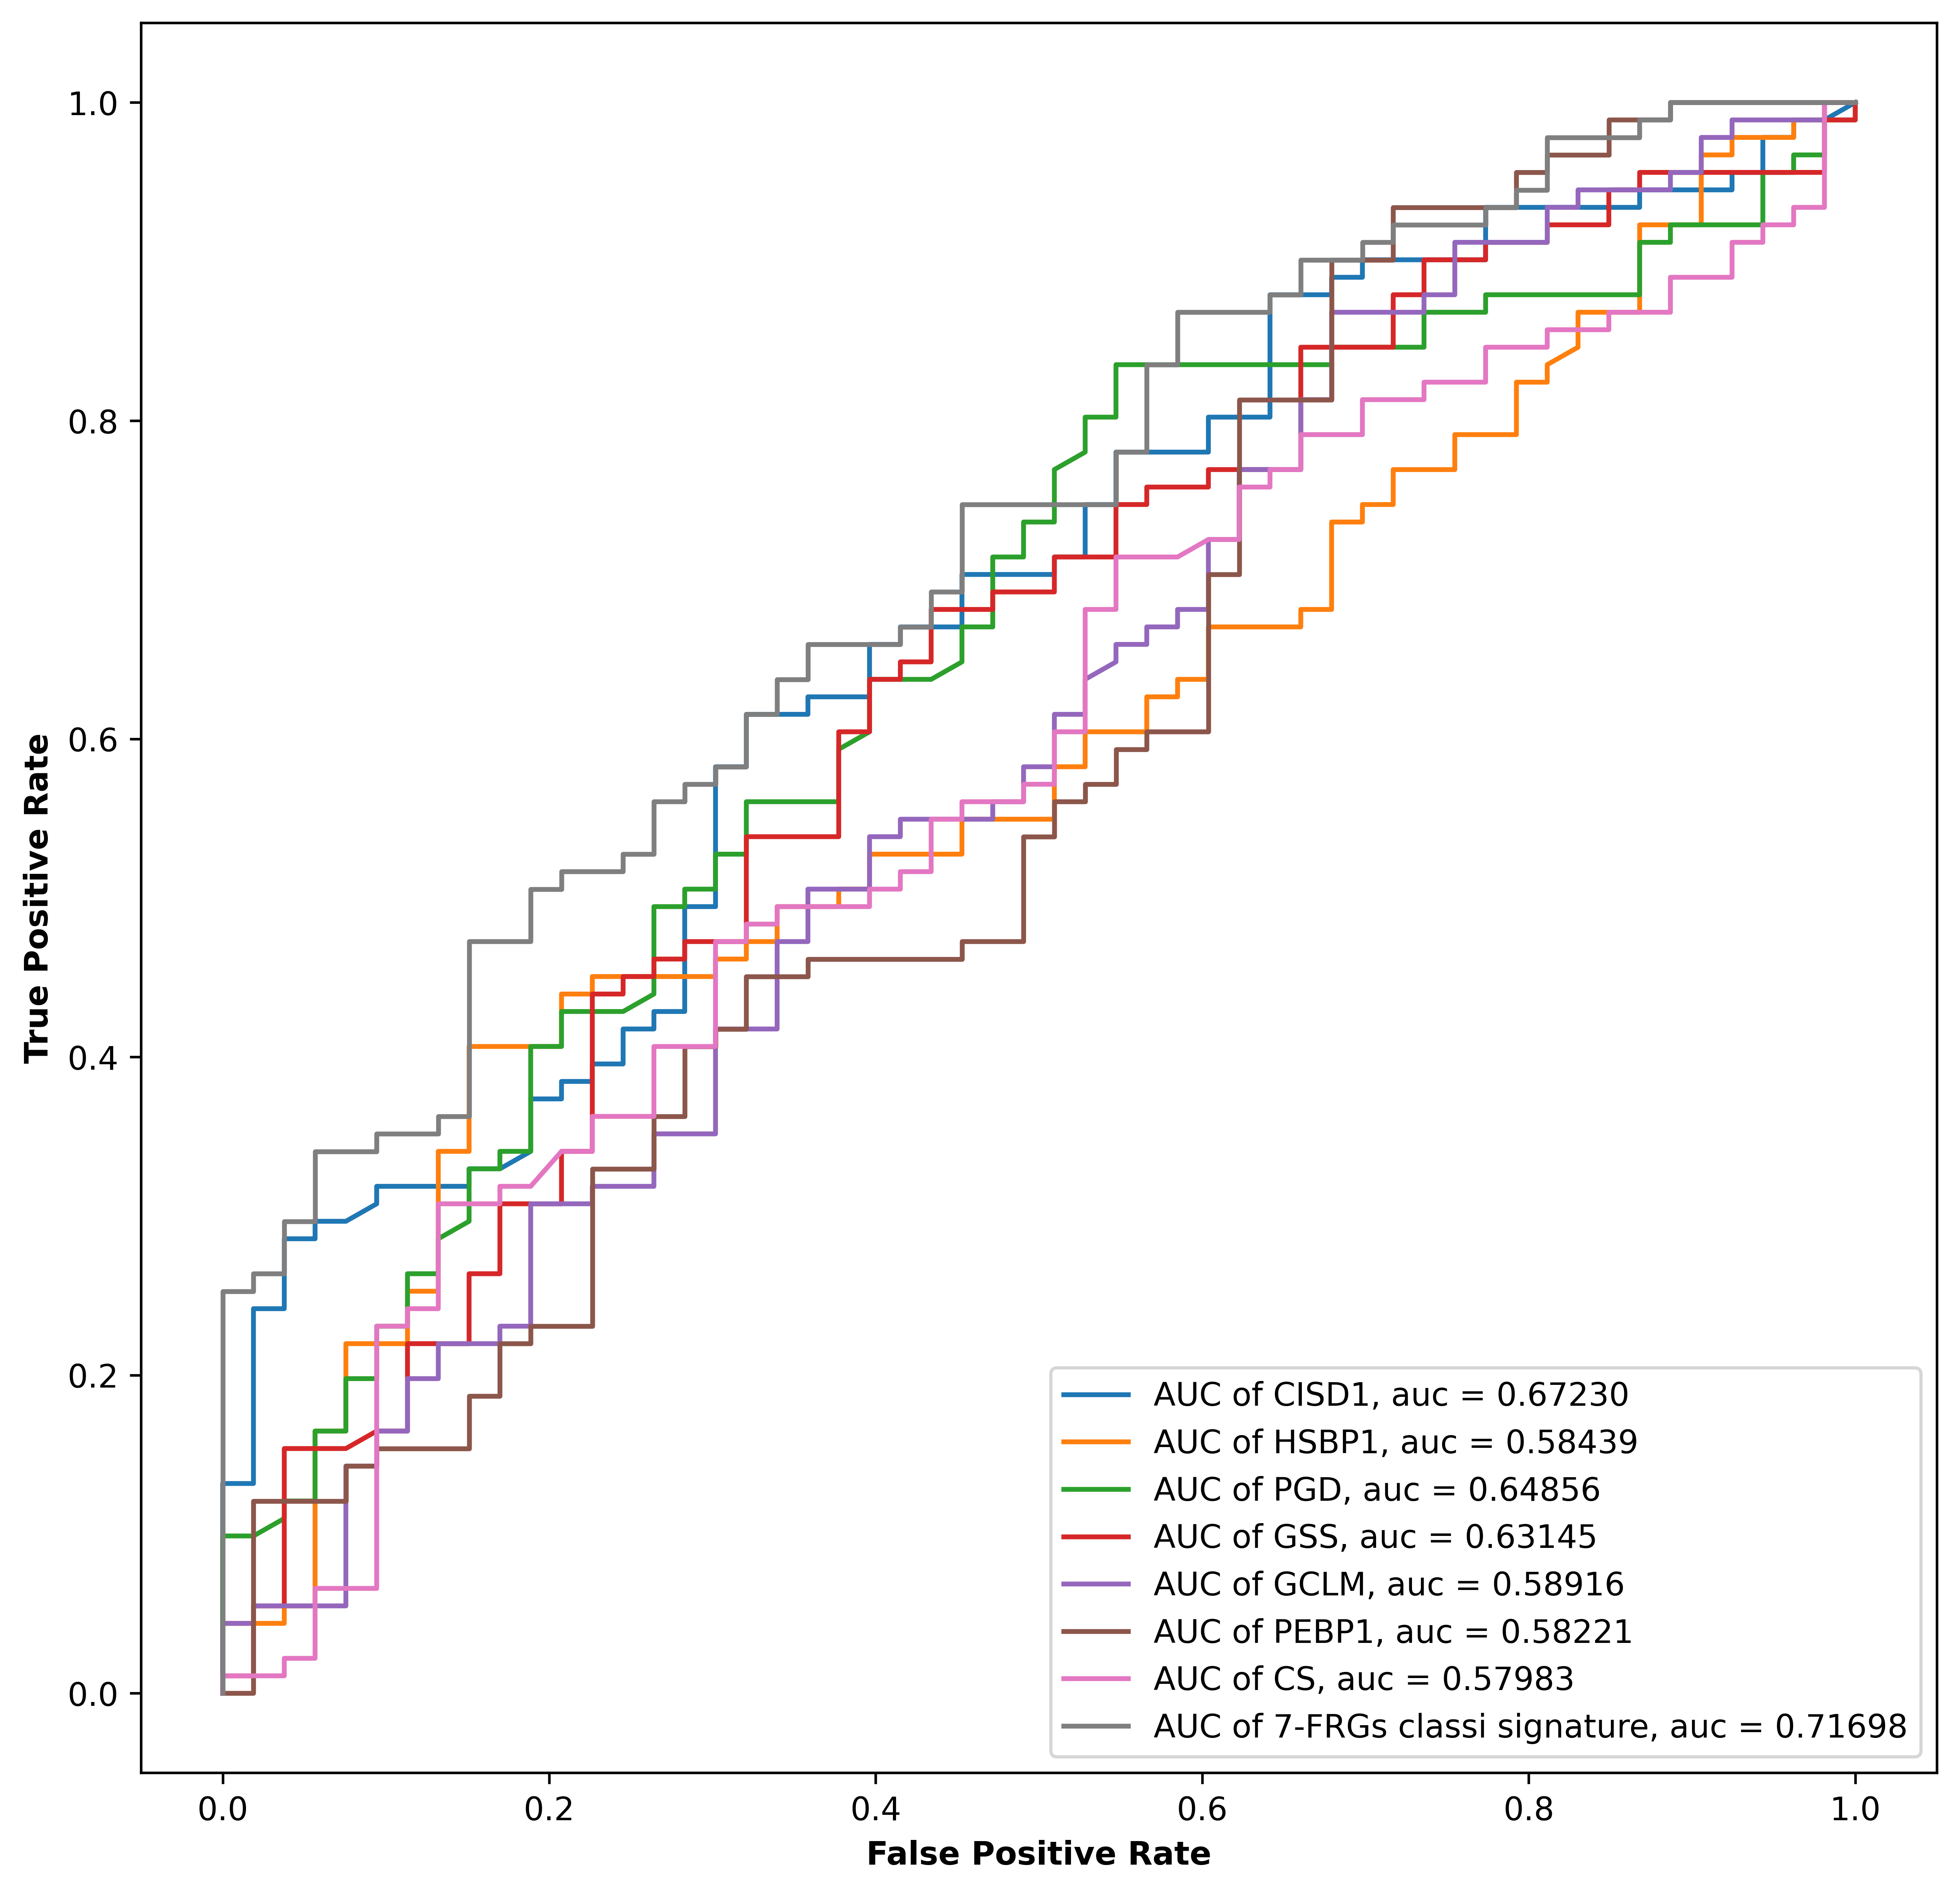 True Positive Rate
1.0
0.8
0.6
0.4
0.2
0.0
AUC of CISD1, auc = 0.67230
AUC of HSBP1, auc = 0.58439
AUC of PGD, auc = 0.64856
AUC of GSS, auc = 0.63145
AUC of GCLM, auc = 0.58916
AUC of PEBP1, auc = 0.58221
AUC of CS, auc = 0.57983
AUC of 7-FRGs classi signature, auc = 0.71698
0.0 0.2 0.4 0.6 0.8 1.0
False Positive Rate